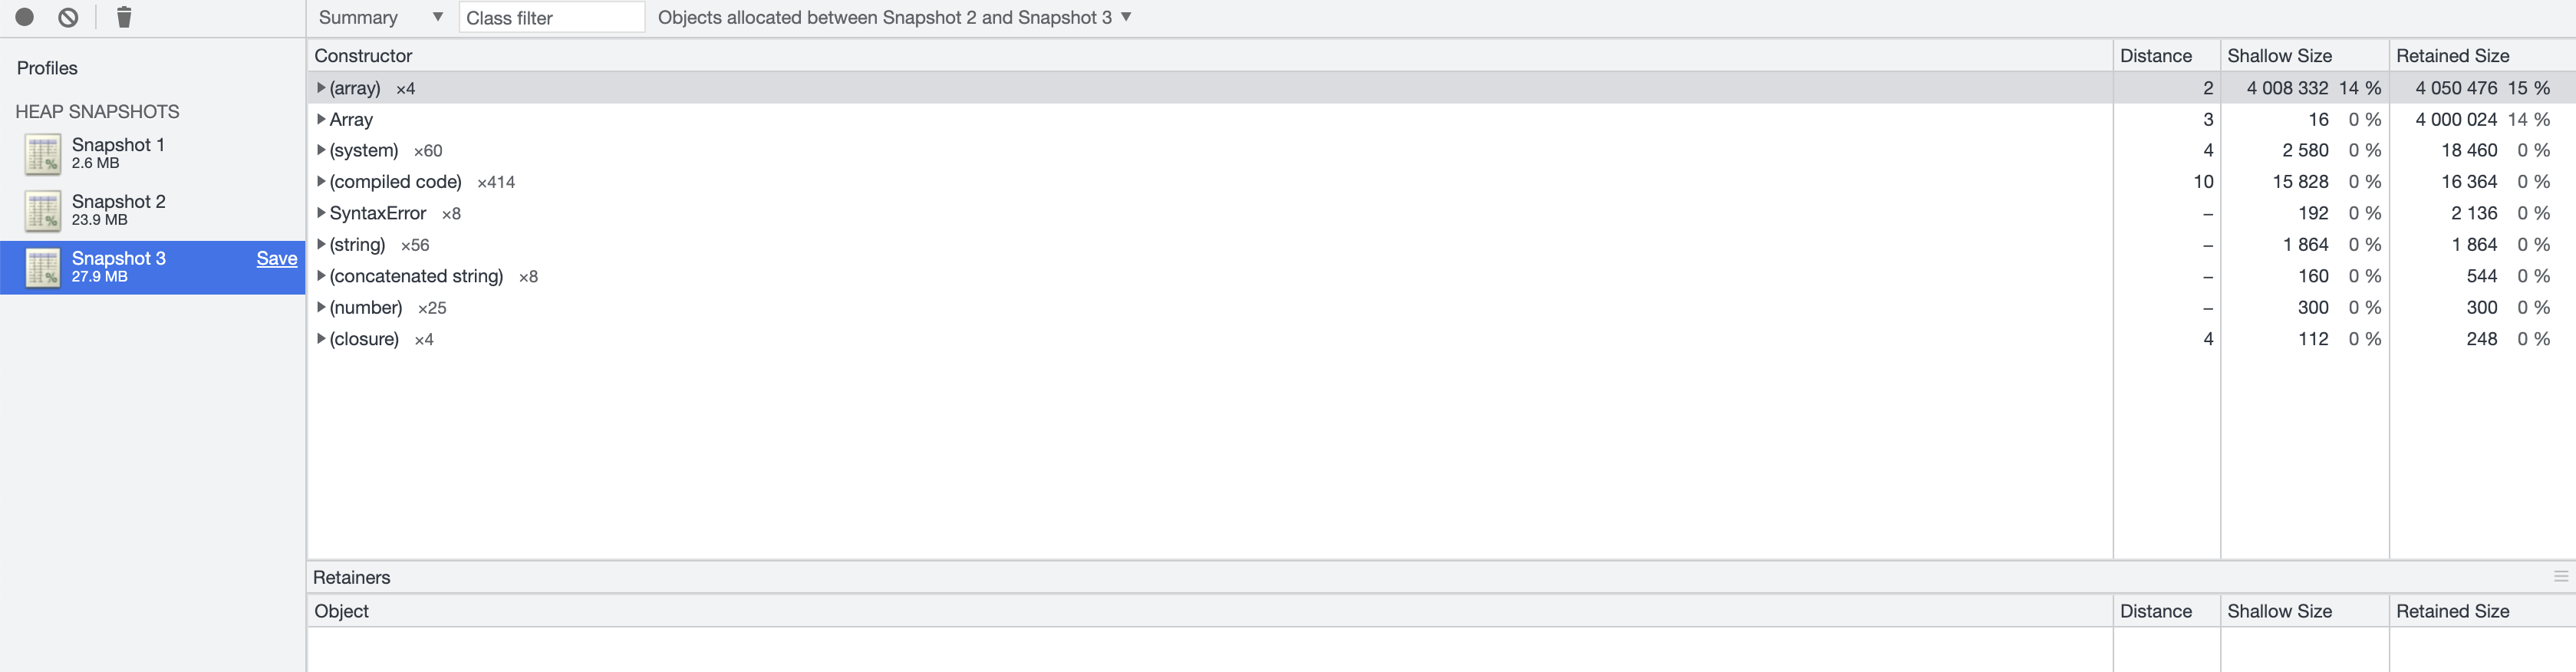 Summary Class filter Objects allocated between Snapshot 2 and Snapshot 3
Profiles
HEAP SNAPSHOTS
Snapshot 1
2.6 MB
Snapshot 2
23.9 MB
Snapshot 3 Save
27.9 MB
Constructor Distance Shallow Size Retained Size
(array) ×4 2 4 008 332 14 % 4 050 476 15 %
Array 3 16 0 % 4 000 024 14 %
(system) ×60 4 2 580 0 % 18 460 0 %
(compiled code) ×414 10 15 828 0 % 16 364 0 %
SyntaxError ×8 – 192 0 % 2 136 0 %
(string) ×56 – 1 864 0 % 1 864 0 %
(concatenated string) ×8 – 160 0 % 544 0 %
(number) ×25 – 300 0 % 300 0 %
(closure) ×4 4 112 0 % 248 0 %
Retainers
Object Distance Shallow Size Retained Size